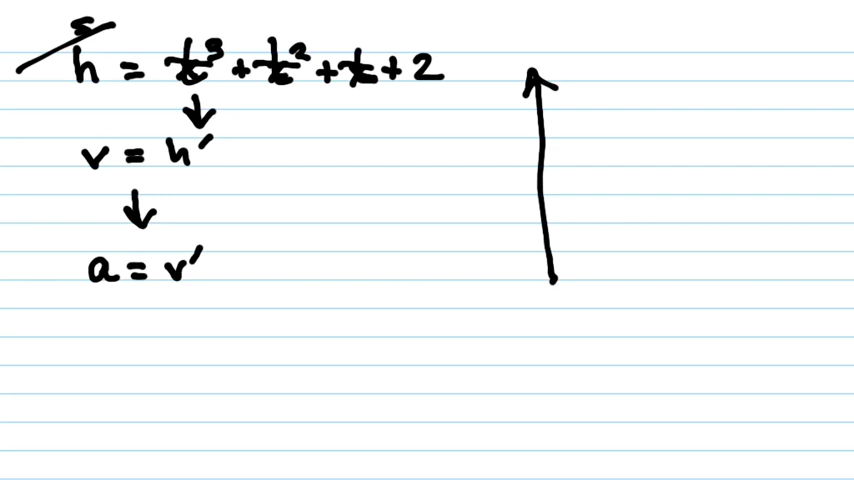 s
h = t³ + t² + t + 2
↓
v = h′
↓
a = v′